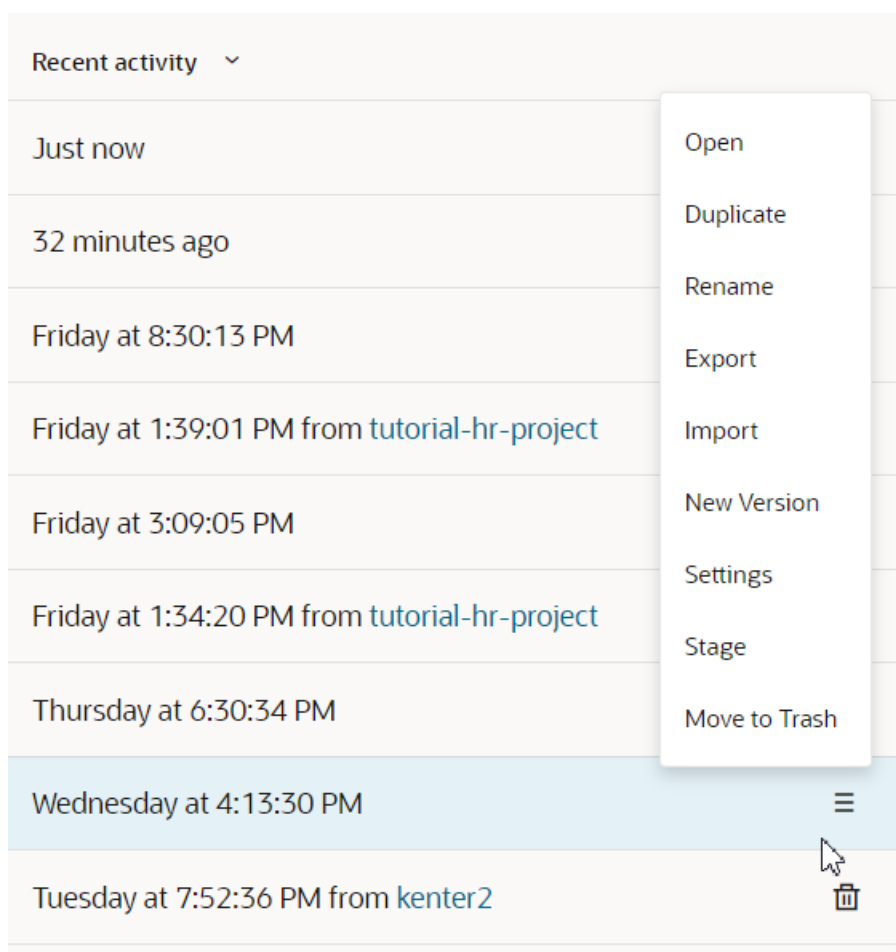 Recent activity
Just now
32 minutes ago
Friday at 8:30:13 PM
Friday at 1:39:01 PM from tutorial-hr-project
Friday at 3:09:05 PM
Friday at 1:34:20 PM from tutorial-hr-project
Thursday at 6:30:34 PM
Wednesday at 4:13:30 PM
Tuesday at 7:52:36 PM from kenter2
Open
Duplicate
Rename
Export
Import
New Version
Settings
Stage
Move to Trash